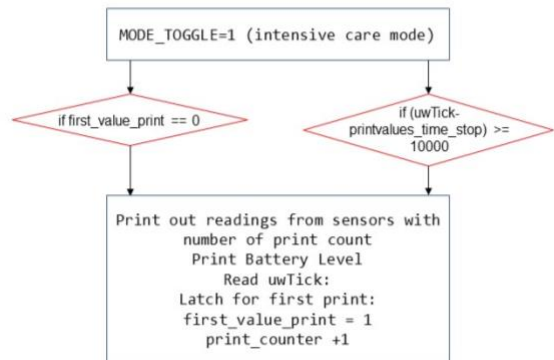 MODE_TOGGLE=1 (intensive care mode)
if first_value_print == 0
if (uwTick-
printvalues_time_stop) >=
10000
Print out readings from sensors with
number of print count
Print Battery Level
Read uwTick:
Latch for first print:
first_value_print = 1
print_counter +1